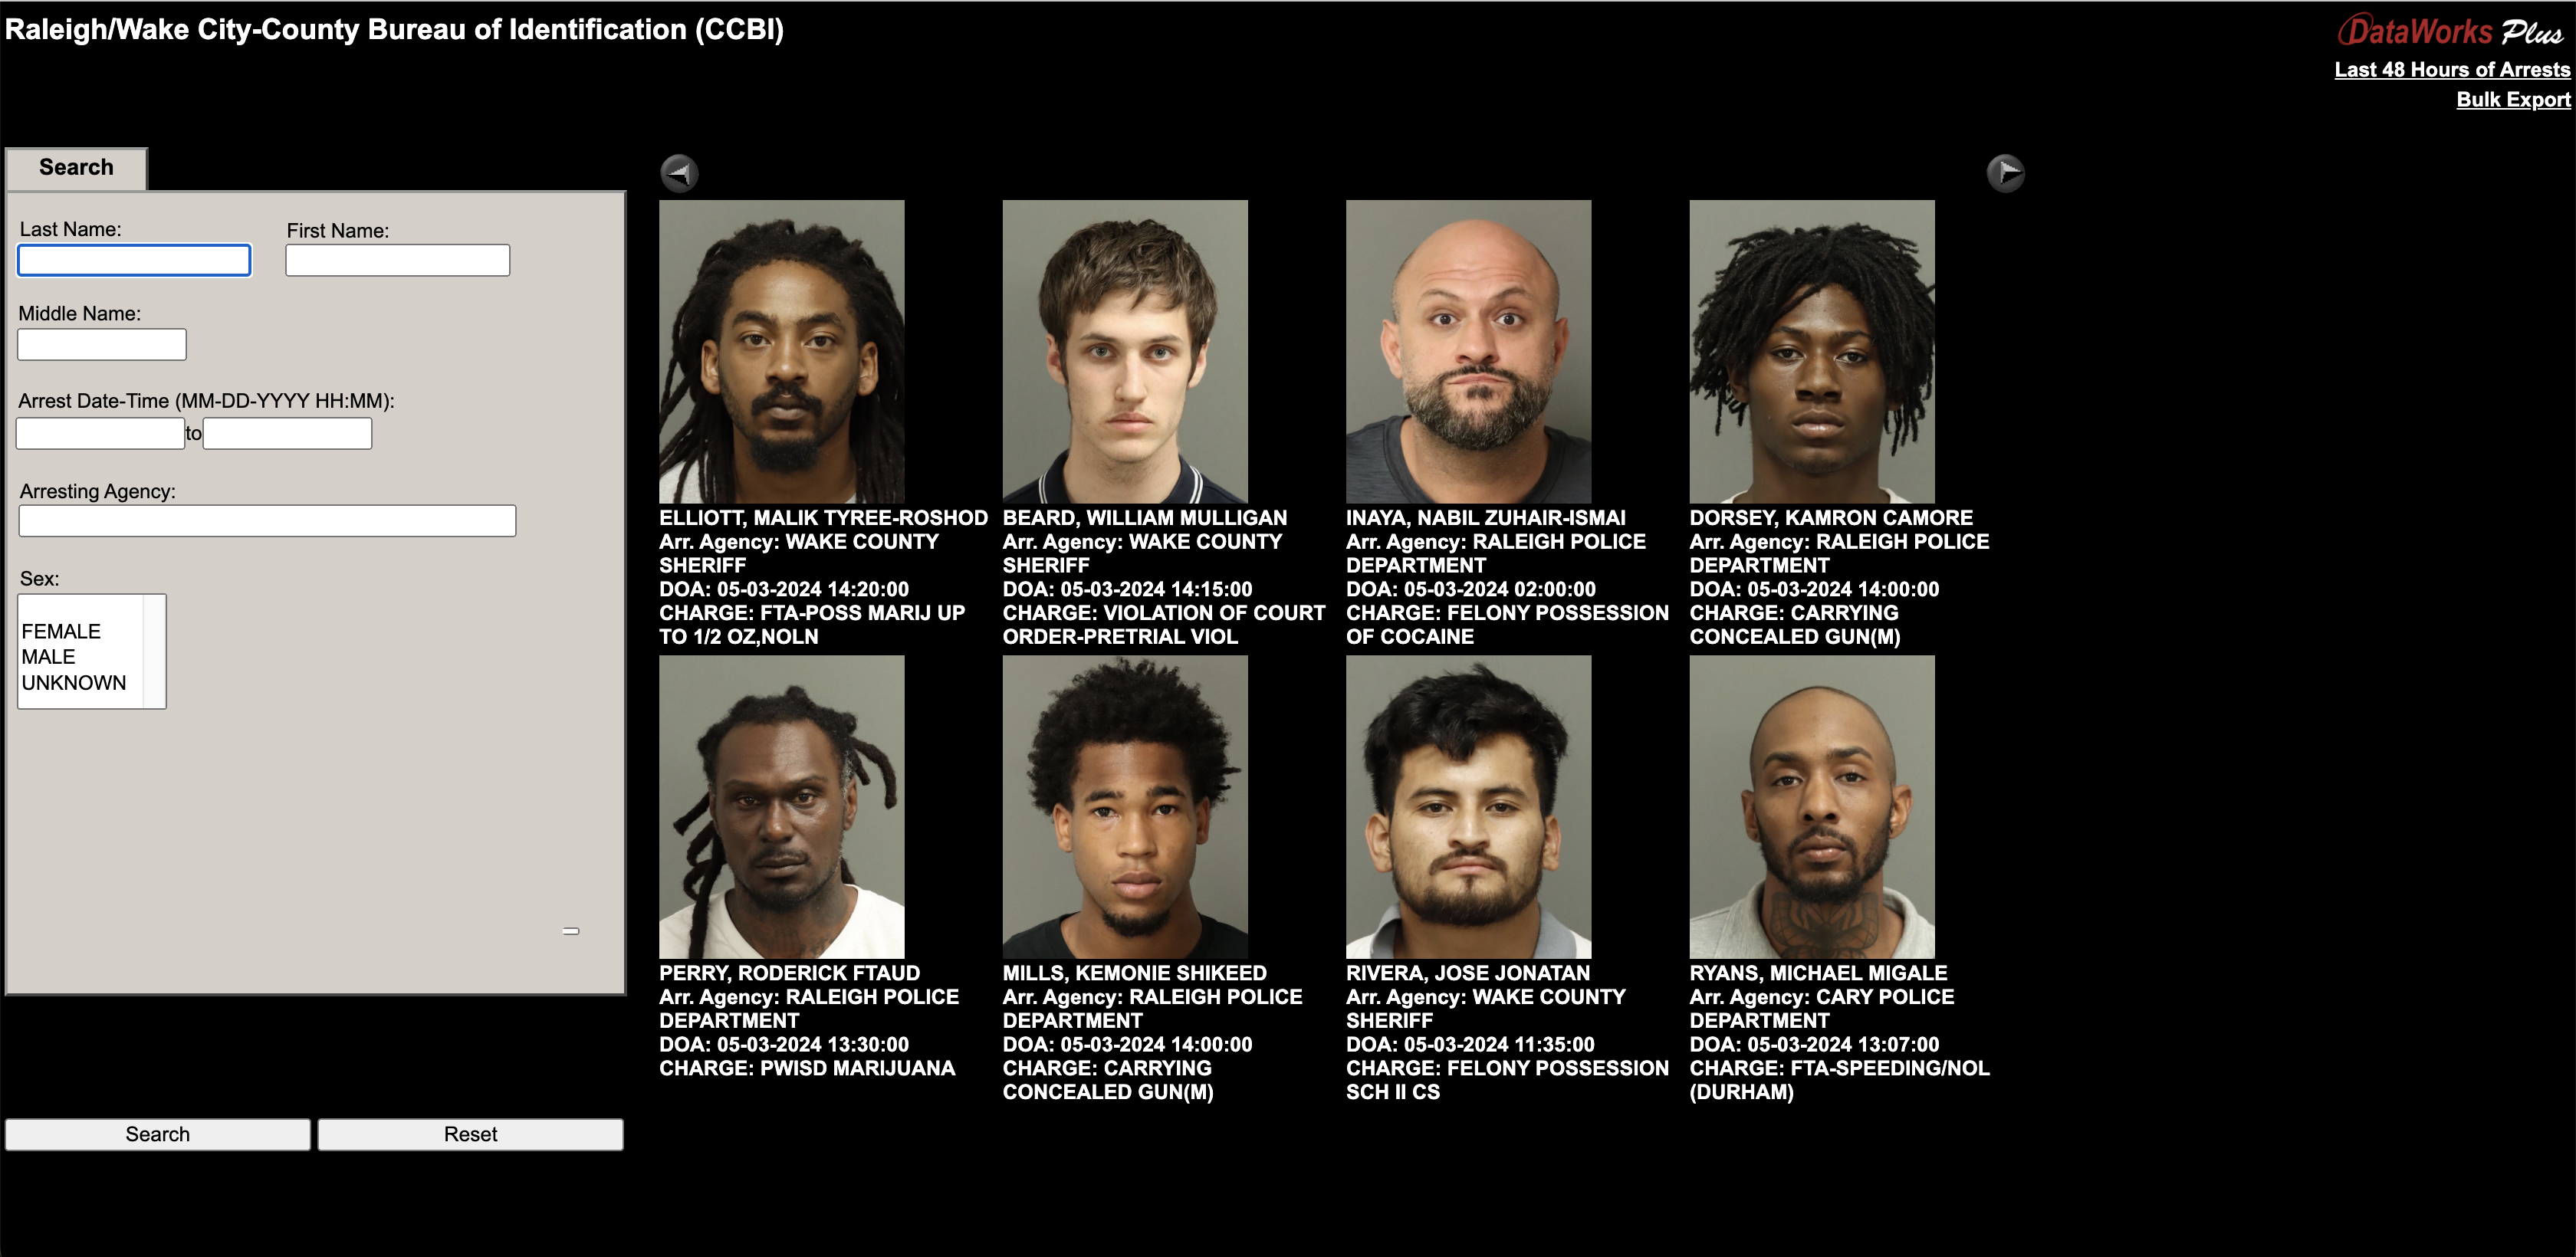 Raleigh/Wake City-County Bureau of Identification (CCBI)
DataWorks Plus
Last 48 Hours of Arrests
Bulk Export
Search
Last Name:
First Name:
Middle Name:
Arrest Date-Time (MM-DD-YYYY HH:MM):
to
Arresting Agency:
Sex:
FEMALE
MALE
UNKNOWN
Search
Reset
ELLIOTT, MALIK TYREE-ROSHOD
Arr. Agency: WAKE COUNTY
SHERIFF
DOA: 05-03-2024 14:20:00
CHARGE: FTA-POSS MARIJ UP
TO 1/2 OZ,NOLN
BEARD, WILLIAM MULLIGAN
Arr. Agency: WAKE COUNTY
SHERIFF
DOA: 05-03-2024 14:15:00
CHARGE: VIOLATION OF COURT
ORDER-PRETRIAL VIOL
INAYA, NABIL ZUHAIR-ISMAI
Arr. Agency: RALEIGH POLICE
DEPARTMENT
DOA: 05-03-2024 02:00:00
CHARGE: FELONY POSSESSION
OF COCAINE
DORSEY, KAMRON CAMORE
Arr. Agency: RALEIGH POLICE
DEPARTMENT
DOA: 05-03-2024 14:00:00
CHARGE: CARRYING
CONCEALED GUN(M)
PERRY, RODERICK FTAUD
Arr. Agency: RALEIGH POLICE
DEPARTMENT
DOA: 05-03-2024 13:30:00
CHARGE: PWISD MARIJUANA
MILLS, KEMONIE SHIKEED
Arr. Agency: RALEIGH POLICE
DEPARTMENT
DOA: 05-03-2024 14:00:00
CHARGE: CARRYING
CONCEALED GUN(M)
RIVERA, JOSE JONATAN
Arr. Agency: WAKE COUNTY
SHERIFF
DOA: 05-03-2024 11:35:00
CHARGE: FELONY POSSESSION
SCH II CS
RYANS, MICHAEL MIGALE
Arr. Agency: CARY POLICE
DEPARTMENT
DOA: 05-03-2024 13:07:00
CHARGE: FTA-SPEEDING/NOL
(DURHAM)